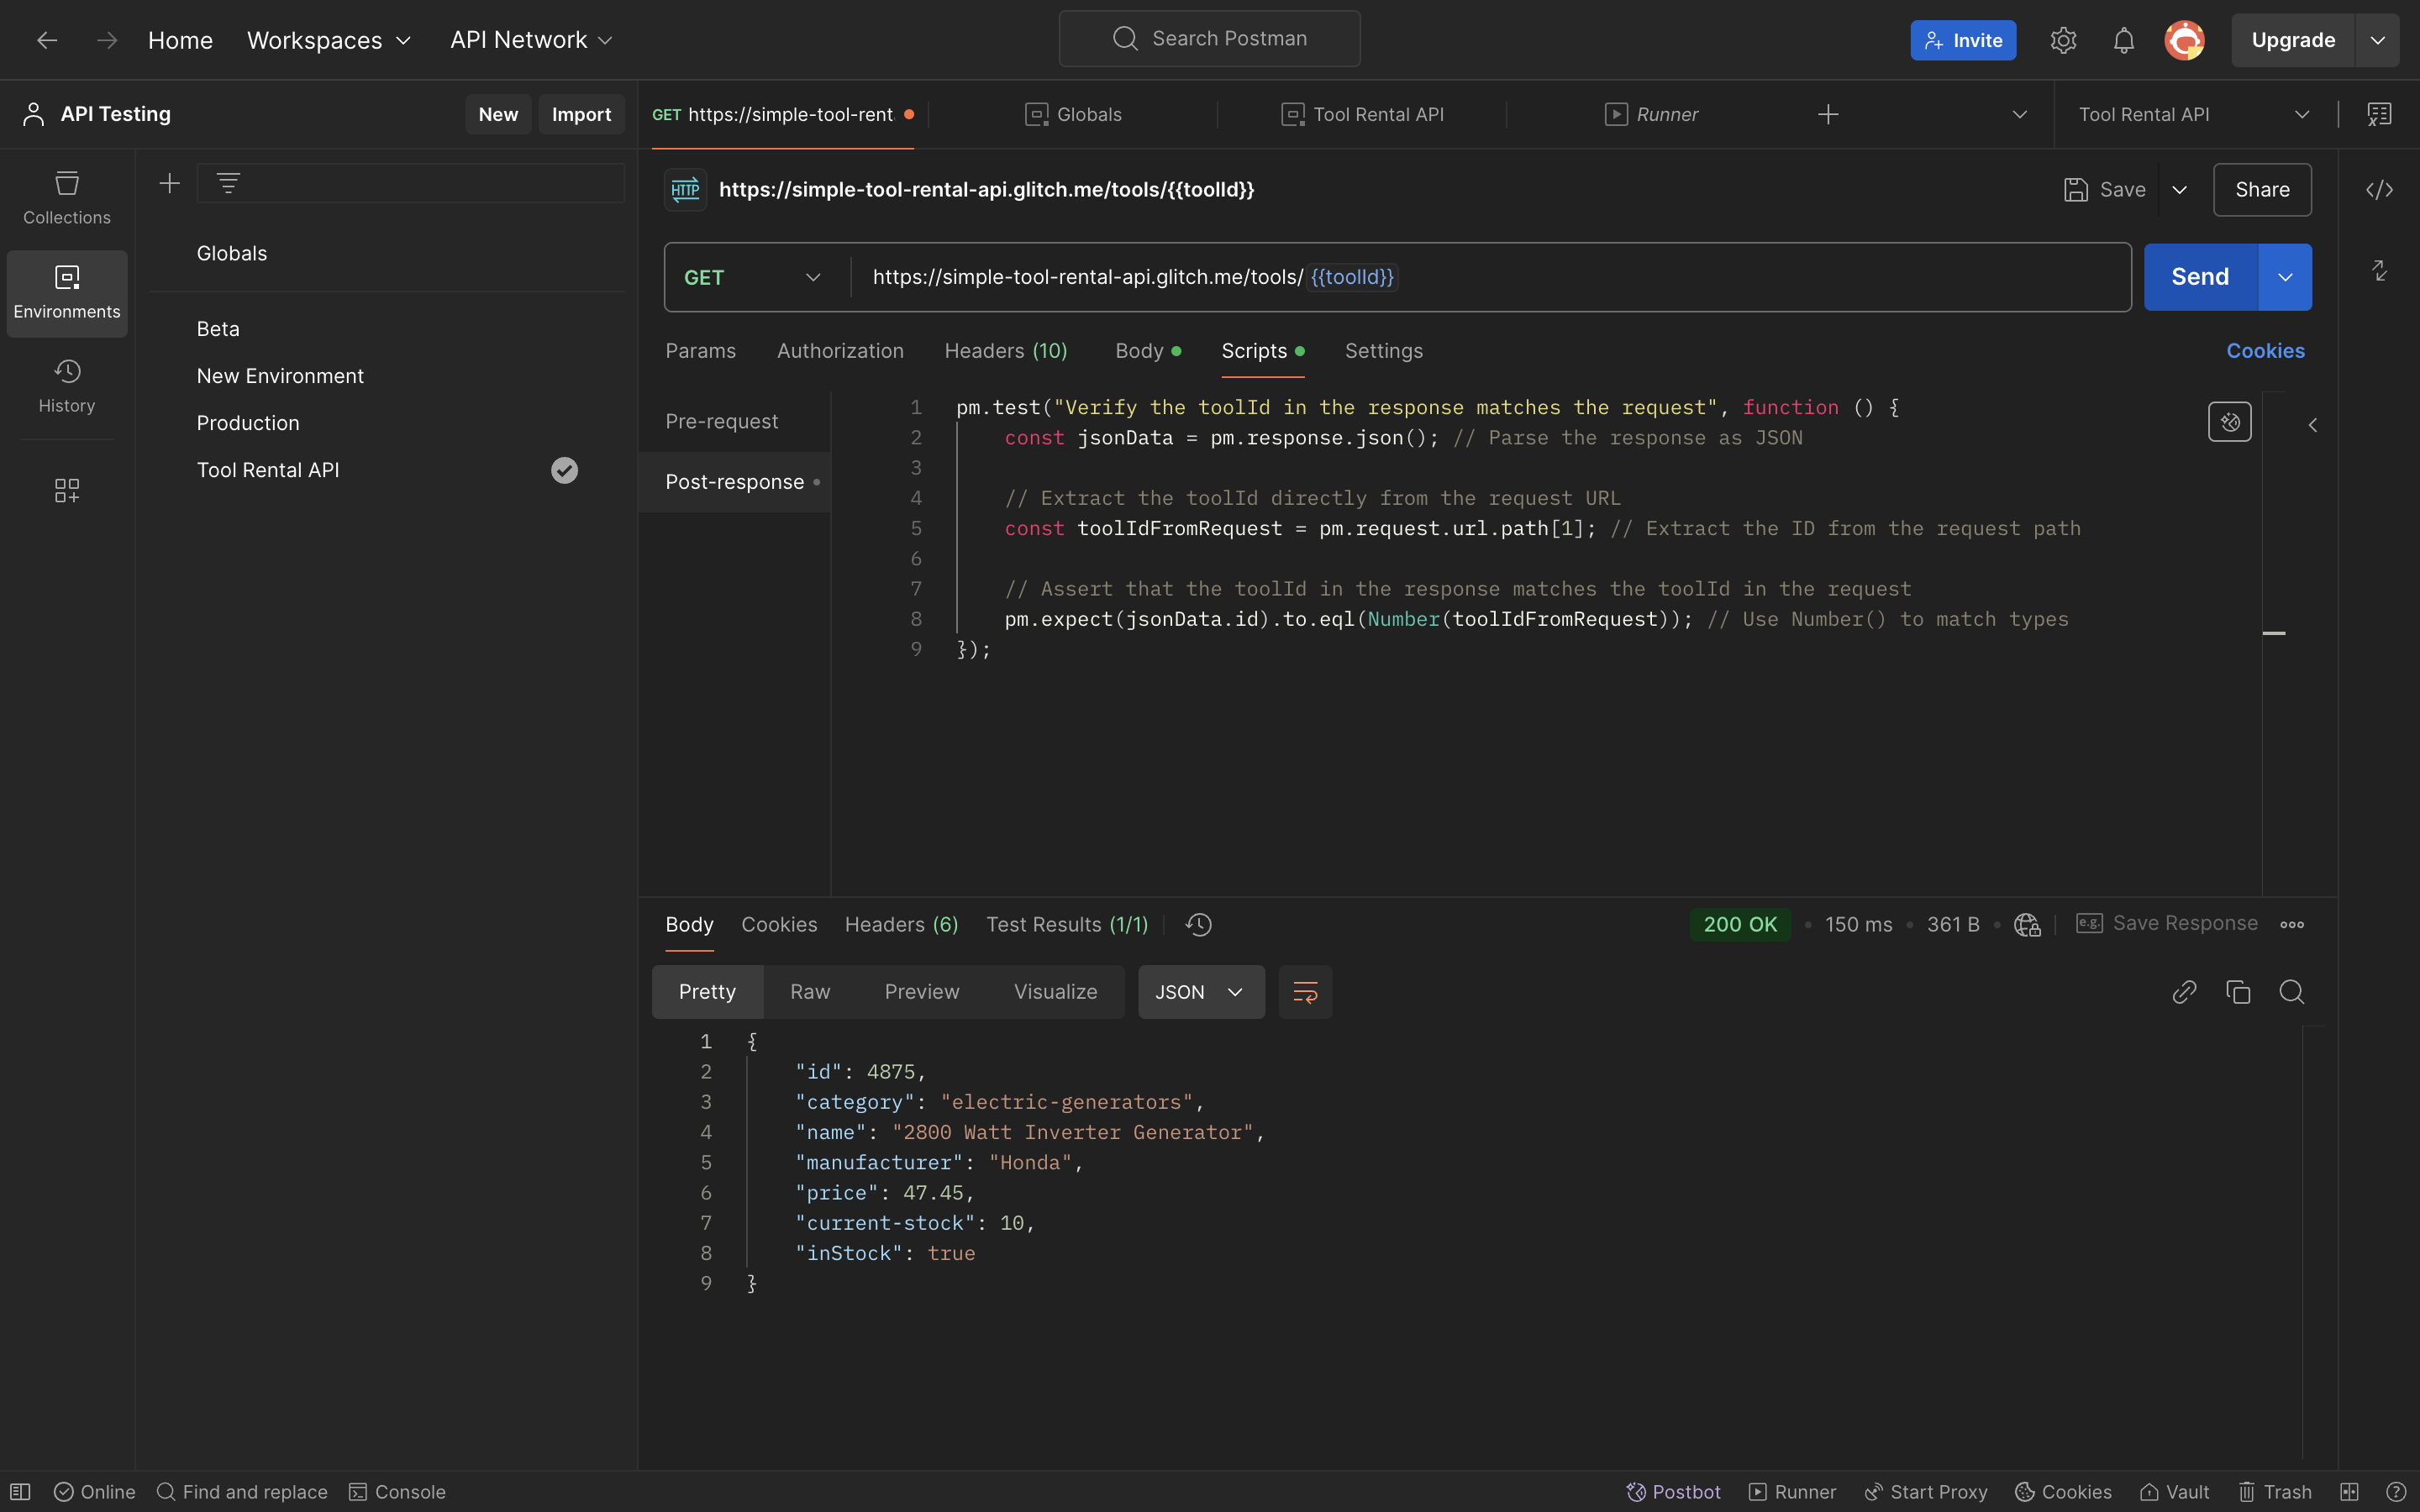 Home Workspaces API Network Search Postman Invite Upgrade
API Testing New Import
GET https://simple-tool-rent Globals Tool Rental API Runner Tool Rental API
Collections
Environments
History
Globals
Beta
New Environment
Production
Tool Rental API
HTTP https://simple-tool-rental-api.glitch.me/tools/{{toolId}} Save Share
GET https://simple-tool-rental-api.glitch.me/tools/{{toolId}} Send
Params Authorization Headers (10) Body Scripts Settings Cookies
Pre-request
Post-response
1 pm.test("Verify the toolId in the response matches the request", function () {
2 const jsonData = pm.response.json(); // Parse the response as JSON
3
4 // Extract the toolId directly from the request URL
5 const toolIdFromRequest = pm.request.url.path[1]; // Extract the ID from the request path
6
7 // Assert that the toolId in the response matches the toolId in the request
8 pm.expect(jsonData.id).to.eql(Number(toolIdFromRequest)); // Use Number() to match types
9 });
Body Cookies Headers (6) Test Results (1/1) 200 OK • 150 ms • 361 B • e.g. Save Response
Pretty Raw Preview Visualize JSON
1 {
2 "id": 4875,
3 "category": "electric-generators",
4 "name": "2800 Watt Inverter Generator",
5 "manufacturer": "Honda",
6 "price": 47.45,
7 "current-stock": 10,
8 "inStock": true
9 }
Online Find and replace Console Postbot Runner Start Proxy Cookies Vault Trash